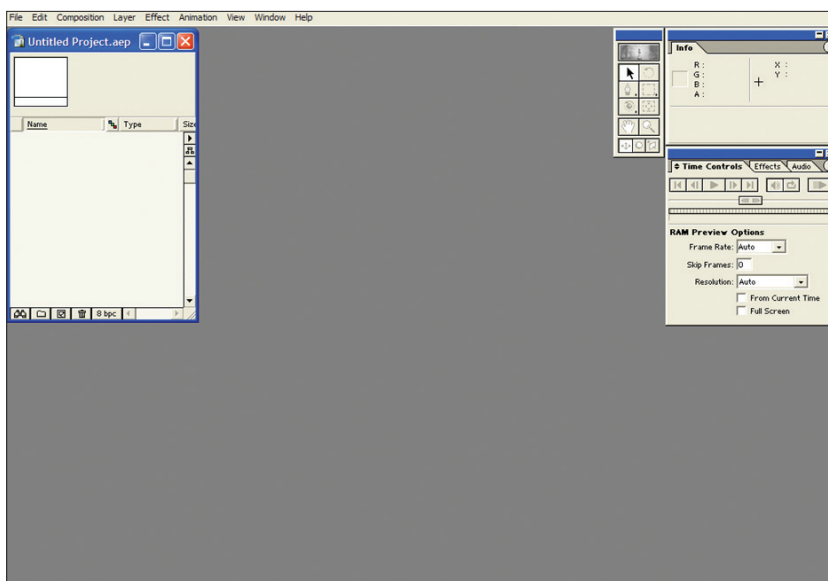 File Edit Composition Layer Effect Animation View Window Help
Untitled Project.aep
Name Type Size
8 bpc
Info
R :
G :
B :
A :
X :
Y :
Time Controls Effects Audio
RAM Preview Options
Frame Rate: Auto
Skip Frames: 0
Resolution: Auto
From Current Time
Full Screen